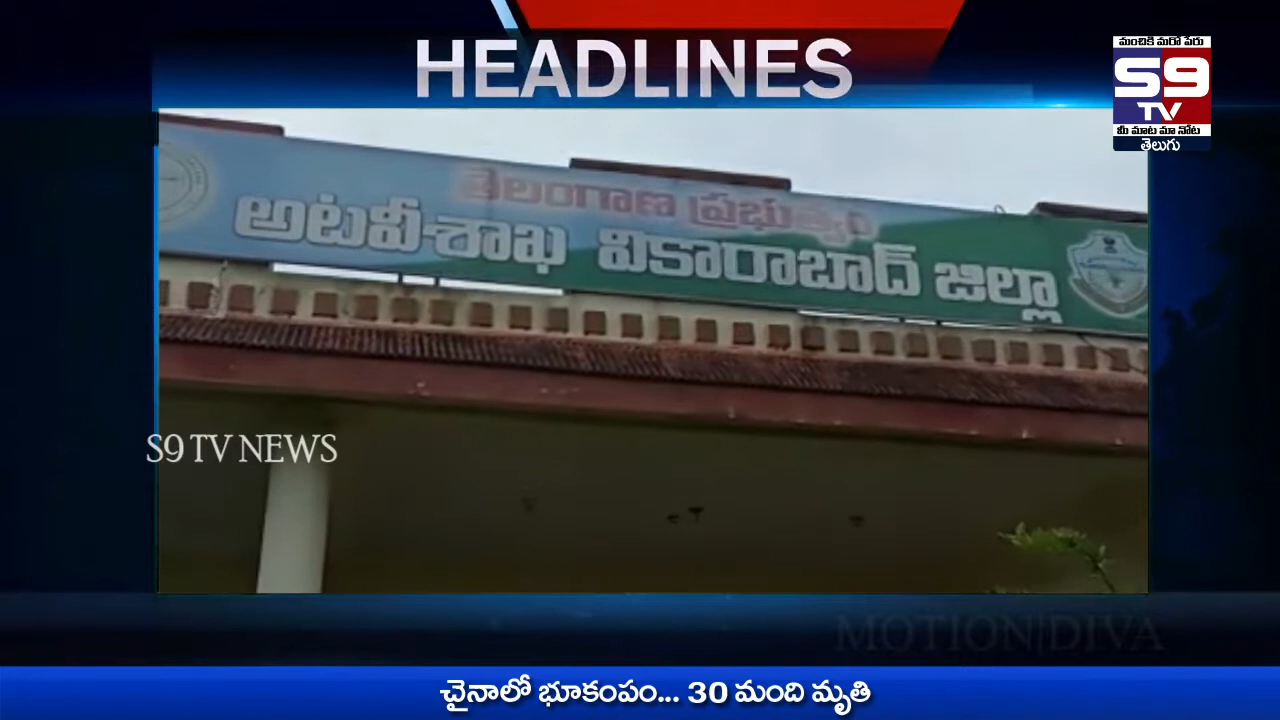 HEADLINES
మంచికి మరో పేరు
S9
TV
మీ మాట మా నోట
తెలుగు
తెలంగాణ ప్రభుత్వం
అటవీశాఖ వికారాబాద్ జిల్లా
S9 TV NEWS
MOTION DIVA
చైనాలో భూకంపం... 30 మంది మృతి